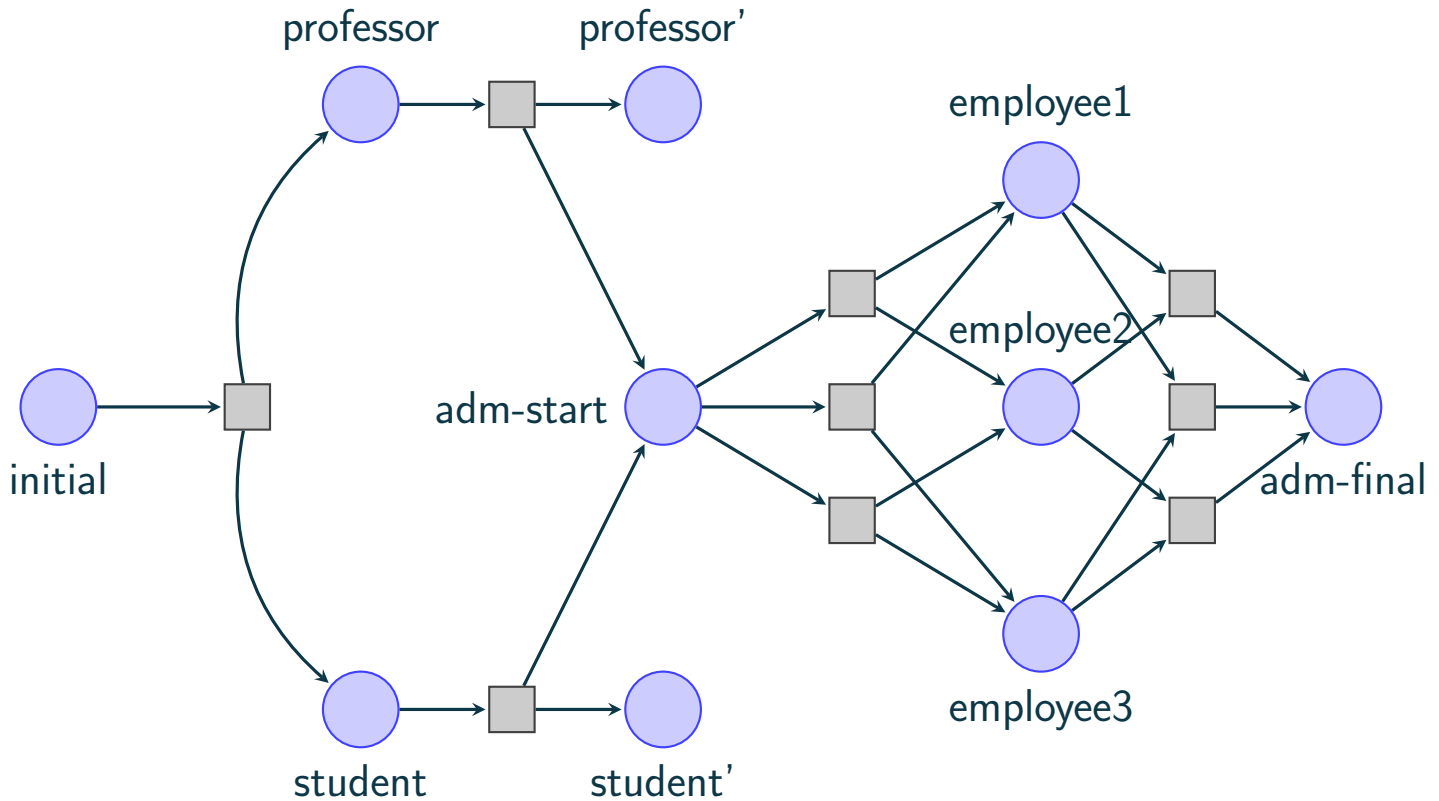 professor
professor'
employee1
employee2
adm-start
initial
adm-final
employee3
student
student'